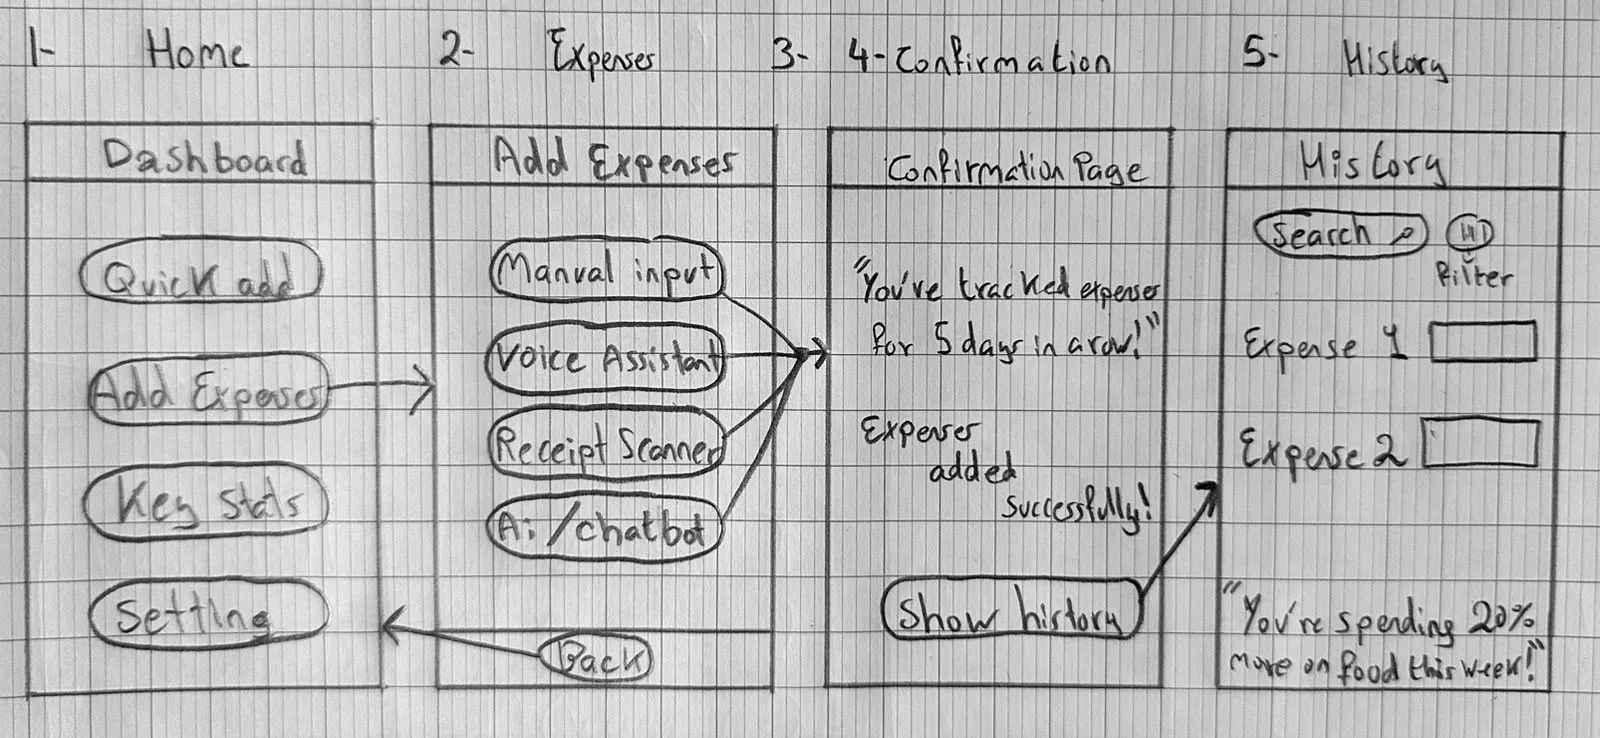 1- Home
2- Expenses
3- 4-Confirmation
5- History
Dashboard
Quick add
Add Expenses
Key Stats
Setting
Add Expenses
Manual input
Voice Assistant
Receipt Scanner
Ai/chatbot
Back
Confirmation Page
"You've tracked expenses
for 5 days in a row!"
Expenses
added
successfully!
Show history
History
Search
Filter
Expense 1
Expense 2
"You're spending 20%
more on food this week!"